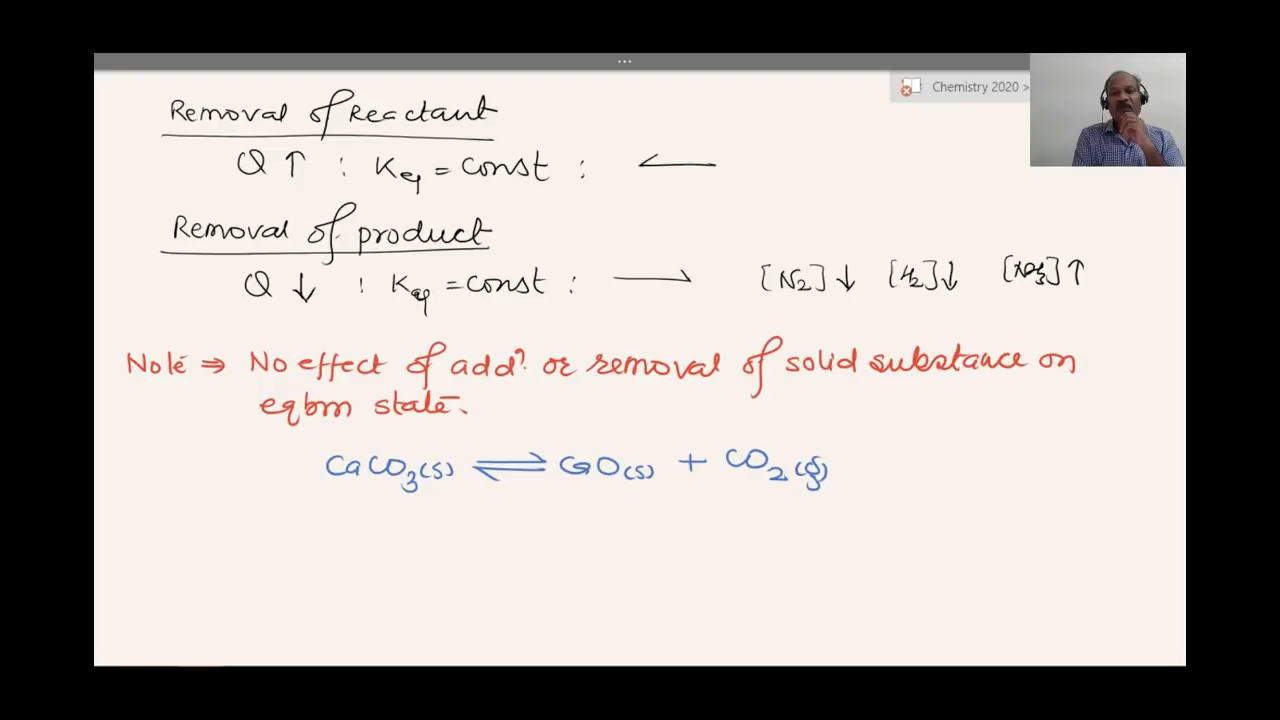 Chemistry 2020 >
Removal of Reactant
Q ↑ : Keq = const : ←
Removal of product
Q ↓ : Keq = const : → [N2]↓ [H2]↓ [NH3]↑
Note ⇒ No effect of addn or removal of solid substance on
eqbm state.
CaCO3(s) ⇌ CaO(s) + CO2(g)